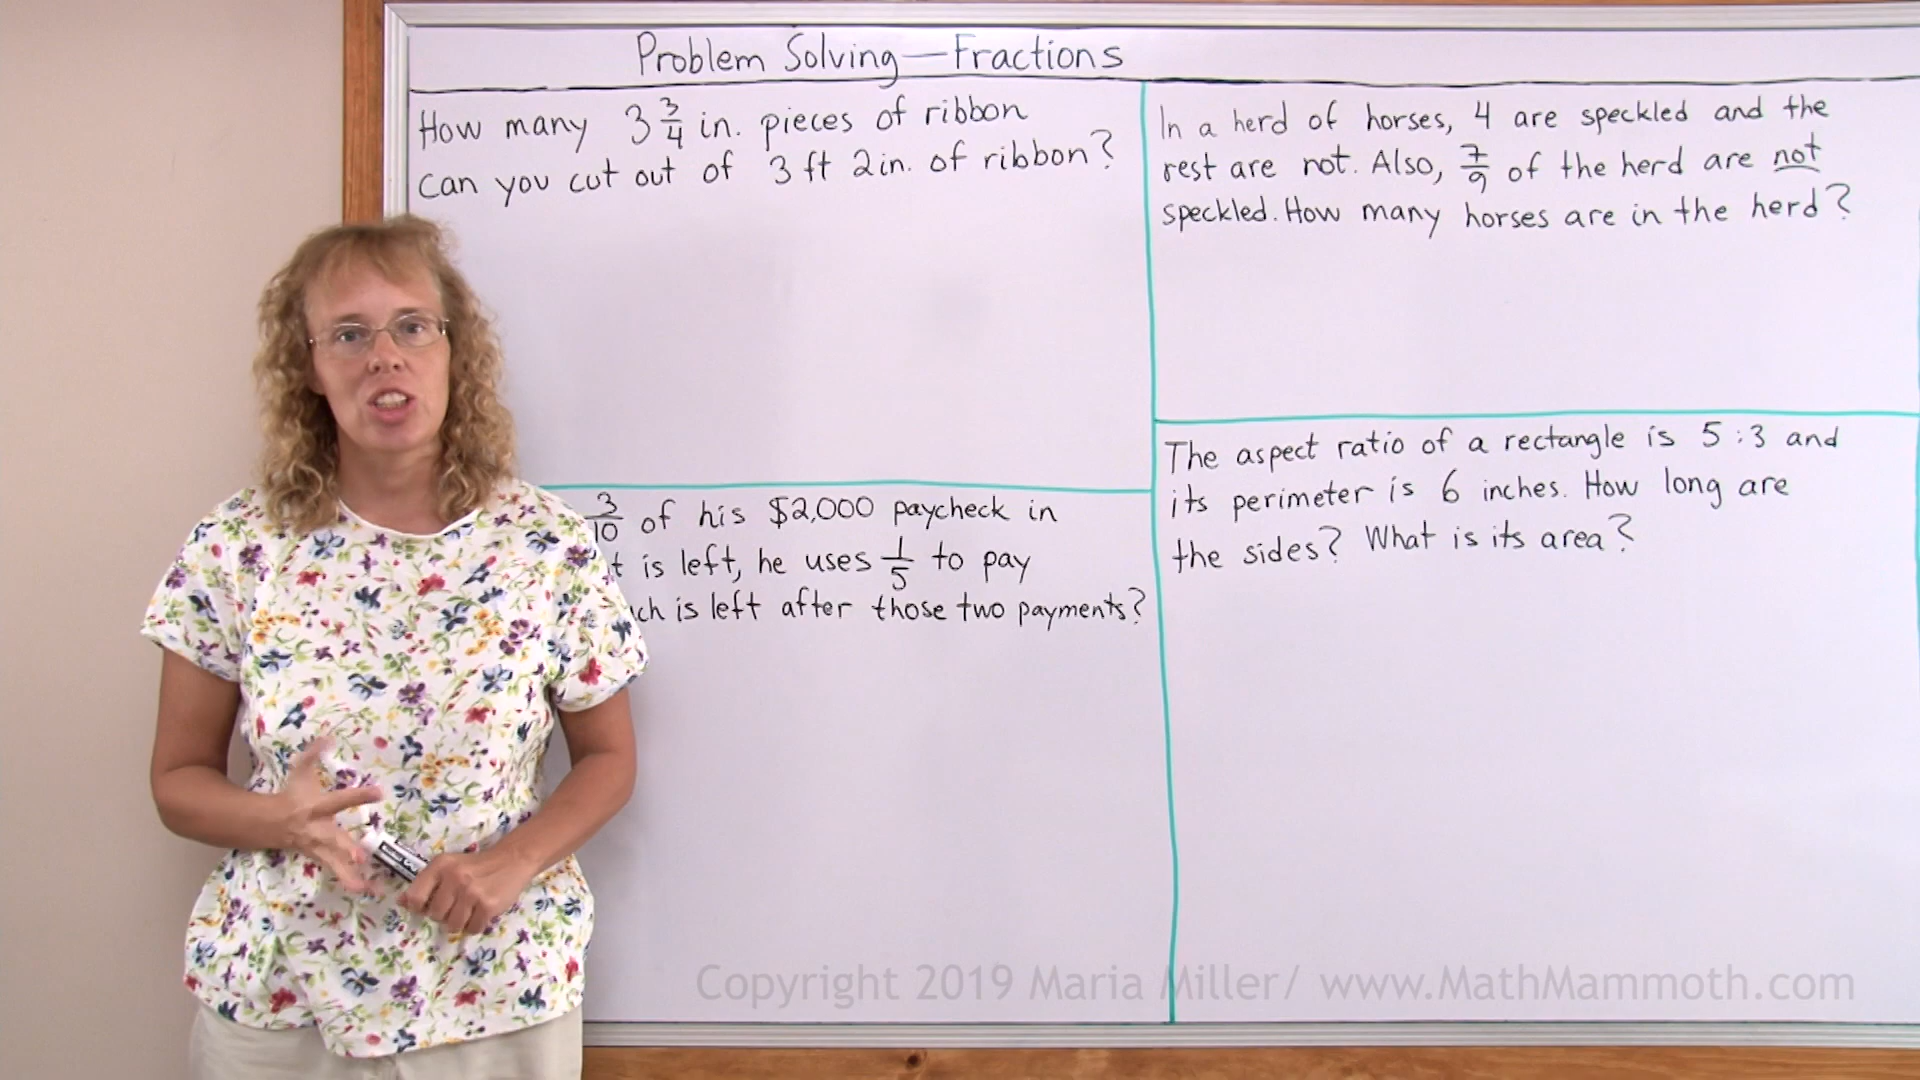 Problem Solving—Fractions
How many 3 3/4 in. pieces of ribbon
can you cut out of 3 ft 2 in. of ribbon?
In a herd of horses, 4 are speckled and the
rest are not. Also, 7/9 of the herd are not
speckled. How many horses are in the herd?
3/10 of his $2,000 paycheck in
is left, he uses 1/5 to pay
is left after those two payments?
The aspect ratio of a rectangle is 5:3 and
its perimeter is 6 inches. How long are
the sides? What is its area?
Copyright 2019 Maria Miller/ www.MathMammoth.com